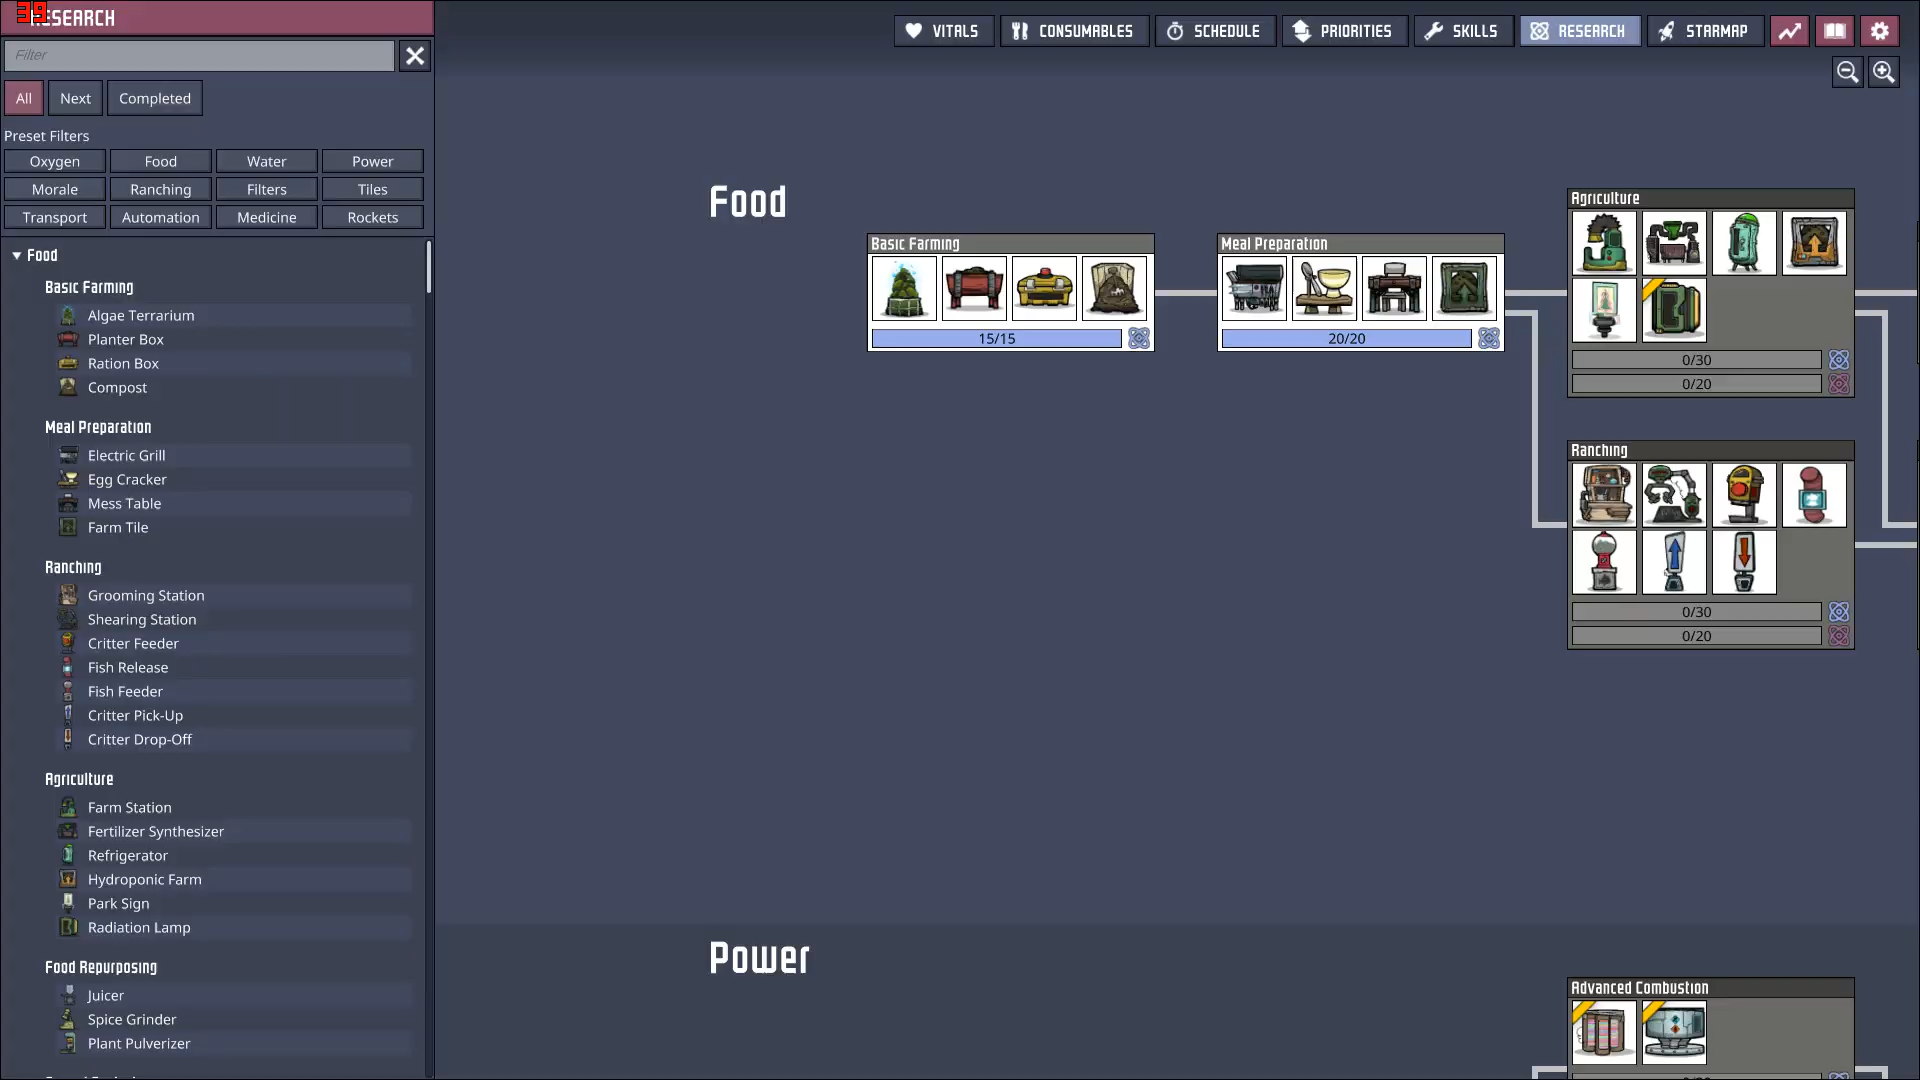 39
RESEARCH
VITALS
CONSUMABLES
SCHEDULE
PRIORITIES
SKILLS
RESEARCH
STARMAP
Filter
All
Next
Completed
Preset Filters
Oxygen
Food
Water
Power
Morale
Ranching
Filters
Tiles
Transport
Automation
Medicine
Rockets
Food
Basic Farming
Algae Terrarium
Planter Box
Ration Box
Compost
Meal Preparation
Electric Grill
Egg Cracker
Mess Table
Farm Tile
Ranching
Grooming Station
Shearing Station
Critter Feeder
Fish Release
Fish Feeder
Critter Pick-Up
Critter Drop-Off
Agriculture
Farm Station
Fertilizer Synthesizer
Refrigerator
Hydroponic Farm
Park Sign
Radiation Lamp
Food Repurposing
Juicer
Spice Grinder
Plant Pulverizer
Food
Basic Farming
15/15
Meal Preparation
20/20
Agriculture
0/30
0/20
Ranching
0/30
0/20
Power
Advanced Combustion